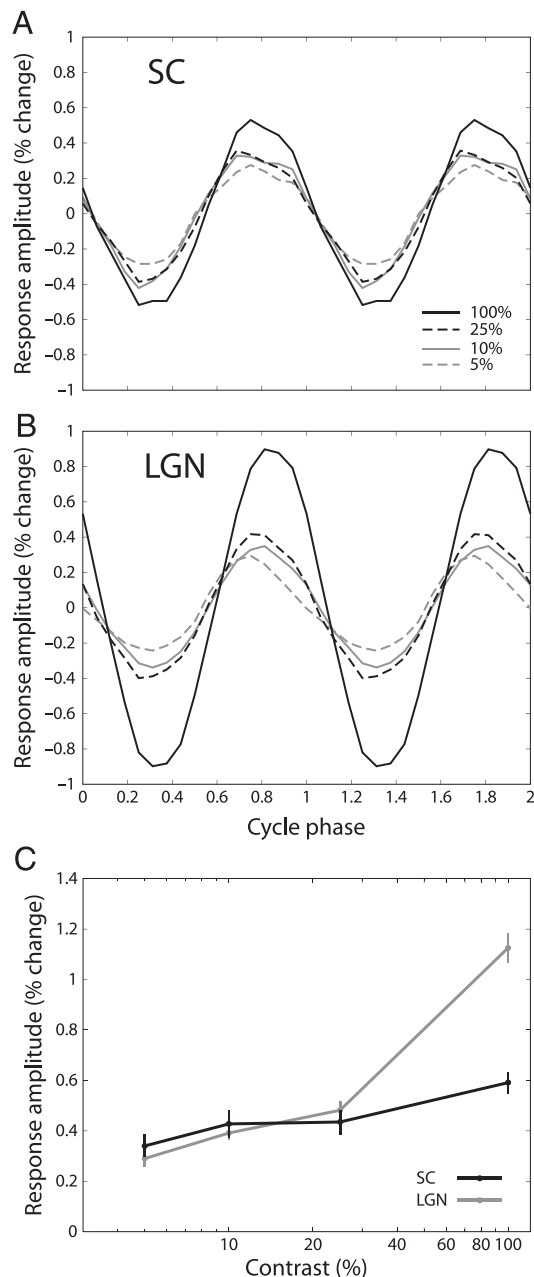 A
SC
Response amplitude (% change)
1
0.8
0.6
0.4
0.2
0
–0.2
–0.4
–0.6
–0.8
–1
100%
25%
10%
5%
B
LGN
Response amplitude (% change)
1
0.8
0.6
0.4
0.2
0
–0.2
–0.4
–0.6
–0.8
–1
0 0.2 0.4 0.6 0.8 1 1.2 1.4 1.6 1.8 2
Cycle phase
C
Response amplitude (% change)
1.4
1.2
1
0.8
0.6
0.4
0.2
0
SC
LGN
10 20 40 60 80 100
Contrast (%)